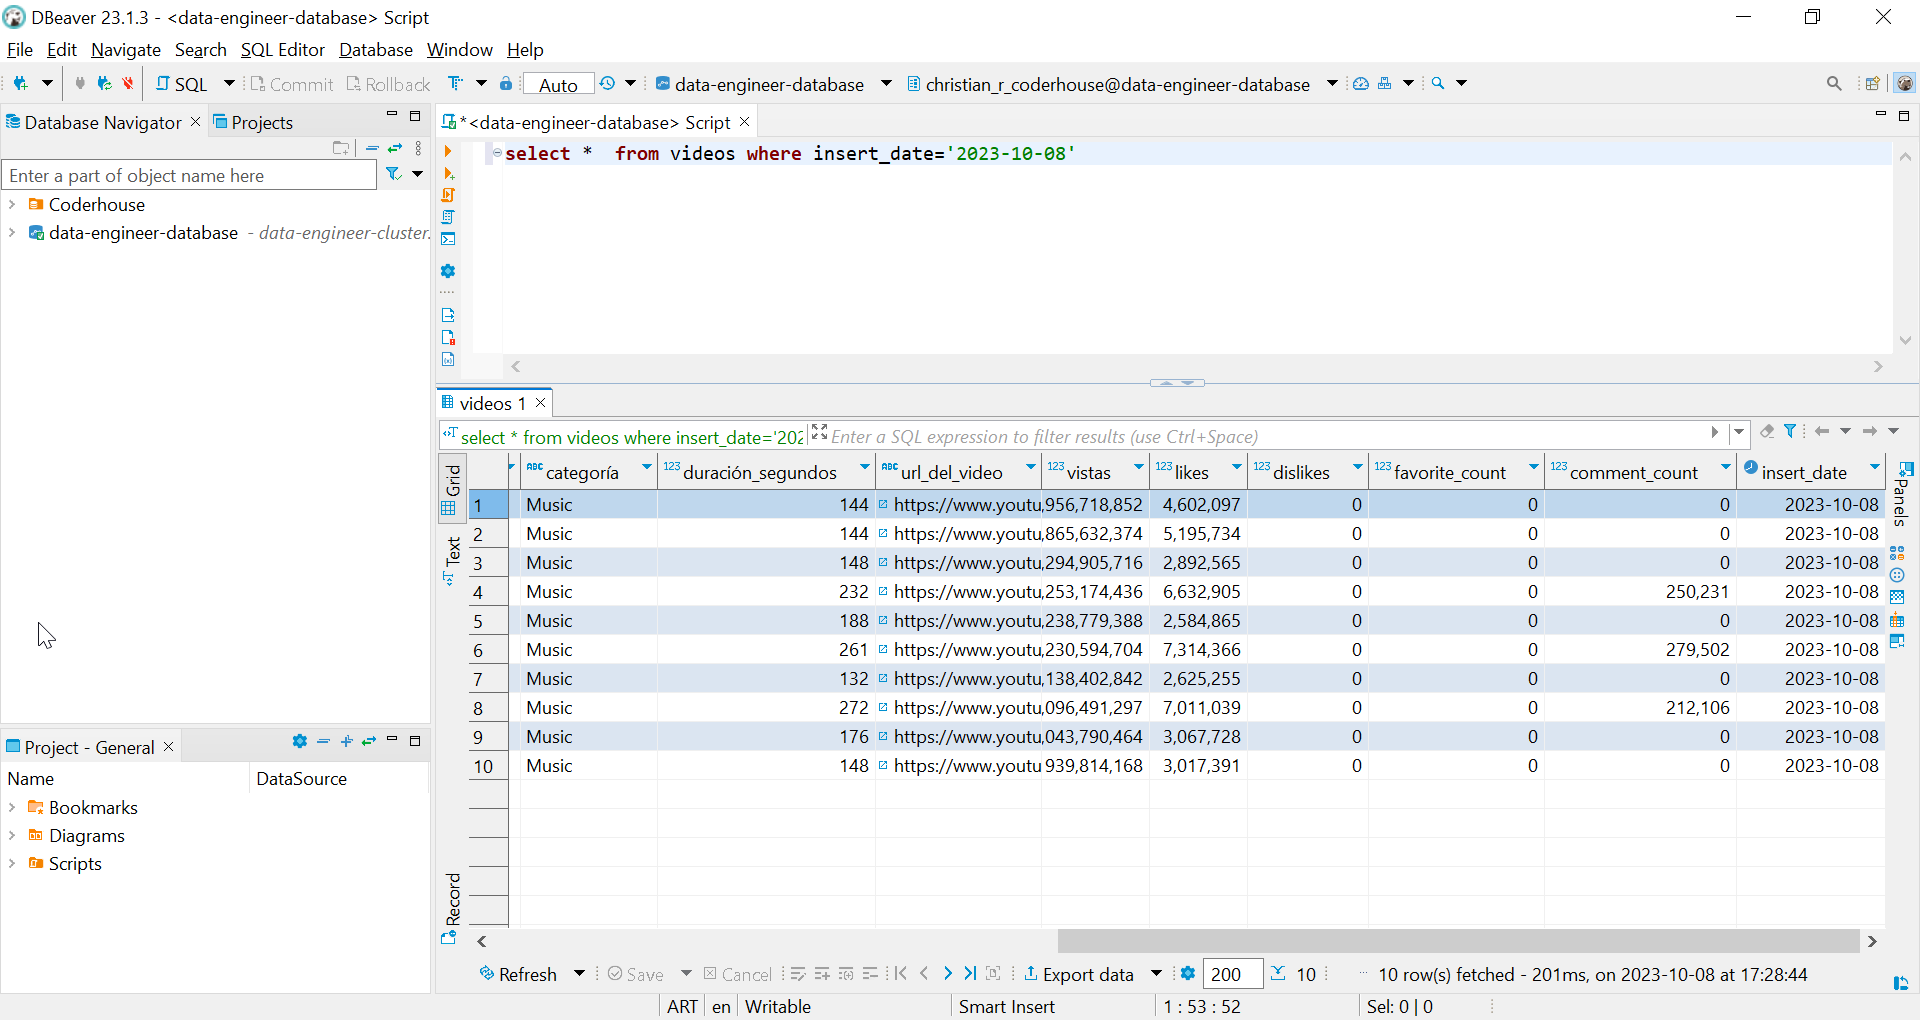 DBeaver 23.1.3 - <data-engineer-database> Script
File Edit Navigate Search SQL Editor Database Window Help
SQL Commit Rollback Auto data-engineer-database christian_r_coderhouse@data-engineer-database
Database Navigator Projects
Enter a part of object name here
Coderhouse
data-engineer-database - data-engineer-cluster.
*<data-engineer-database> Script
select * from videos where insert_date='2023-10-08'
videos 1
select * from videos where insert_date='202 Enter a SQL expression to filter results (use Ctrl+Space)
Grid
Text
Record
ABC categoría 123 duración_segundos ABC url_del_video 123 vistas 123 likes 123 dislikes 123 favorite_count 123 comment_count insert_date
1 Music 144 https://www.youtu ,956,718,852 4,602,097 0 0 0 2023-10-08
2 Music 144 https://www.youtu ,865,632,374 5,195,734 0 0 0 2023-10-08
3 Music 148 https://www.youtu ,294,905,716 2,892,565 0 0 0 2023-10-08
4 Music 232 https://www.youtu ,253,174,436 6,632,905 0 0 250,231 2023-10-08
5 Music 188 https://www.youtu ,238,779,388 2,584,865 0 0 0 2023-10-08
6 Music 261 https://www.youtu ,230,594,704 7,314,366 0 0 279,502 2023-10-08
7 Music 132 https://www.youtu ,138,402,842 2,625,255 0 0 0 2023-10-08
8 Music 272 https://www.youtu ,096,491,297 7,011,039 0 0 212,106 2023-10-08
9 Music 176 https://www.youtu ,043,790,464 3,067,728 0 0 0 2023-10-08
10 Music 148 https://www.youtu 939,814,168 3,017,391 0 0 0 2023-10-08
Panels
Project - General
Name DataSource
Bookmarks
Diagrams
Scripts
Refresh Save Cancel Export data 200 10 10 row(s) fetched - 201ms, on 2023-10-08 at 17:28:44
ART en Writable Smart Insert 1 : 53 : 52 Sel: 0 | 0